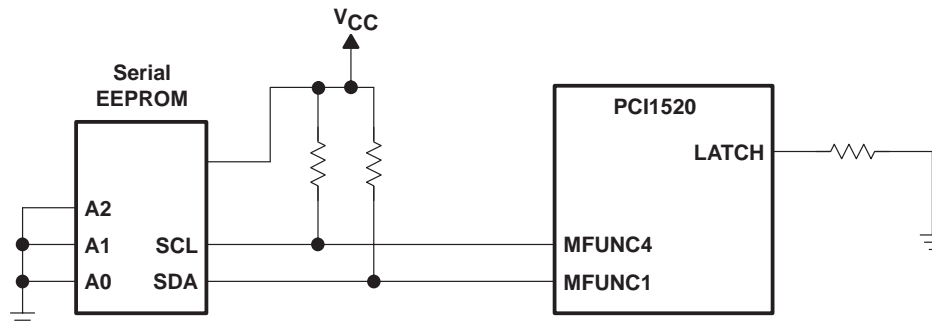 VCC
Serial
EEPROM
PCI1520
LATCH
A2
A1
SCL
MFUNC4
A0
SDA
MFUNC1